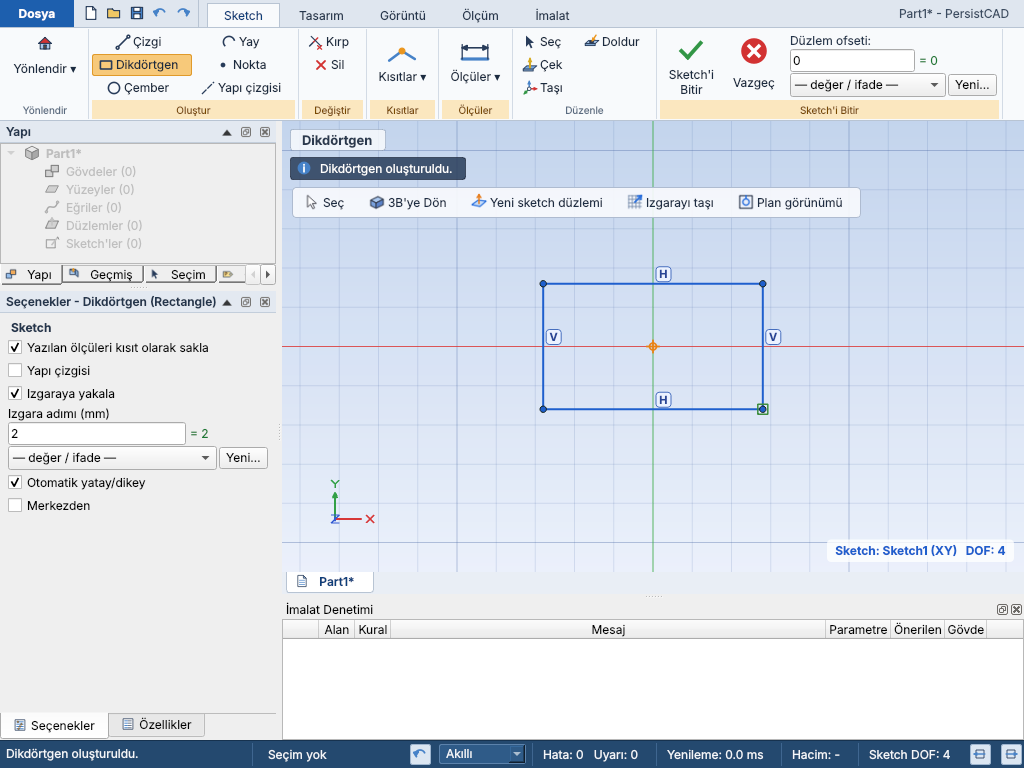 Dosya
Sketch
Tasarım
Görüntü
Ölçüm
İmalat
Part1* - PersistCAD
Yönlendir ▾
Çizgi
Dikdörtgen
Çember
Yay
Nokta
Yapı çizgisi
Kırp
Sil
Kısıtlar ▾
Ölçüler ▾
Seç
Çek
Taşı
Doldur
Sketch'i
Bitir
Vazgeç
Düzlem ofseti:
0
= 0
— değer / ifade —
Yeni...
Yönlendir
Oluştur
Değiştir
Kısıtlar
Ölçüler
Düzenle
Sketch'i Bitir
Yapı
Part1*
Gövdeler (0)
Yüzeyler (0)
Eğriler (0)
Düzlemler (0)
Sketch'ler (0)
Yapı
Geçmiş
Seçim
Seçenekler - Dikdörtgen (Rectangle)
Sketch
Yazılan ölçüleri kısıt olarak sakla
Yapı çizgisi
Izgaraya yakala
Izgara adımı (mm)
2
= 2
— değer / ifade —
Yeni...
Otomatik yatay/dikey
Merkezden
Seçenekler
Özellikler
Dikdörtgen
Dikdörtgen oluşturuldu.
Seç
3B'ye Dön
Yeni sketch düzlemi
Izgarayı taşı
Plan görünümü
H
V
V
H
Y
X
Z
Sketch: Sketch1 (XY) DOF: 4
Part1*
İmalat Denetimi
Alan
Kural
Mesaj
Parametre
Önerilen
Gövde
Dikdörtgen oluşturuldu.
Seçim yok
Akıllı
Hata: 0 Uyarı: 0
Yenileme: 0.0 ms
Hacim: -
Sketch DOF: 4